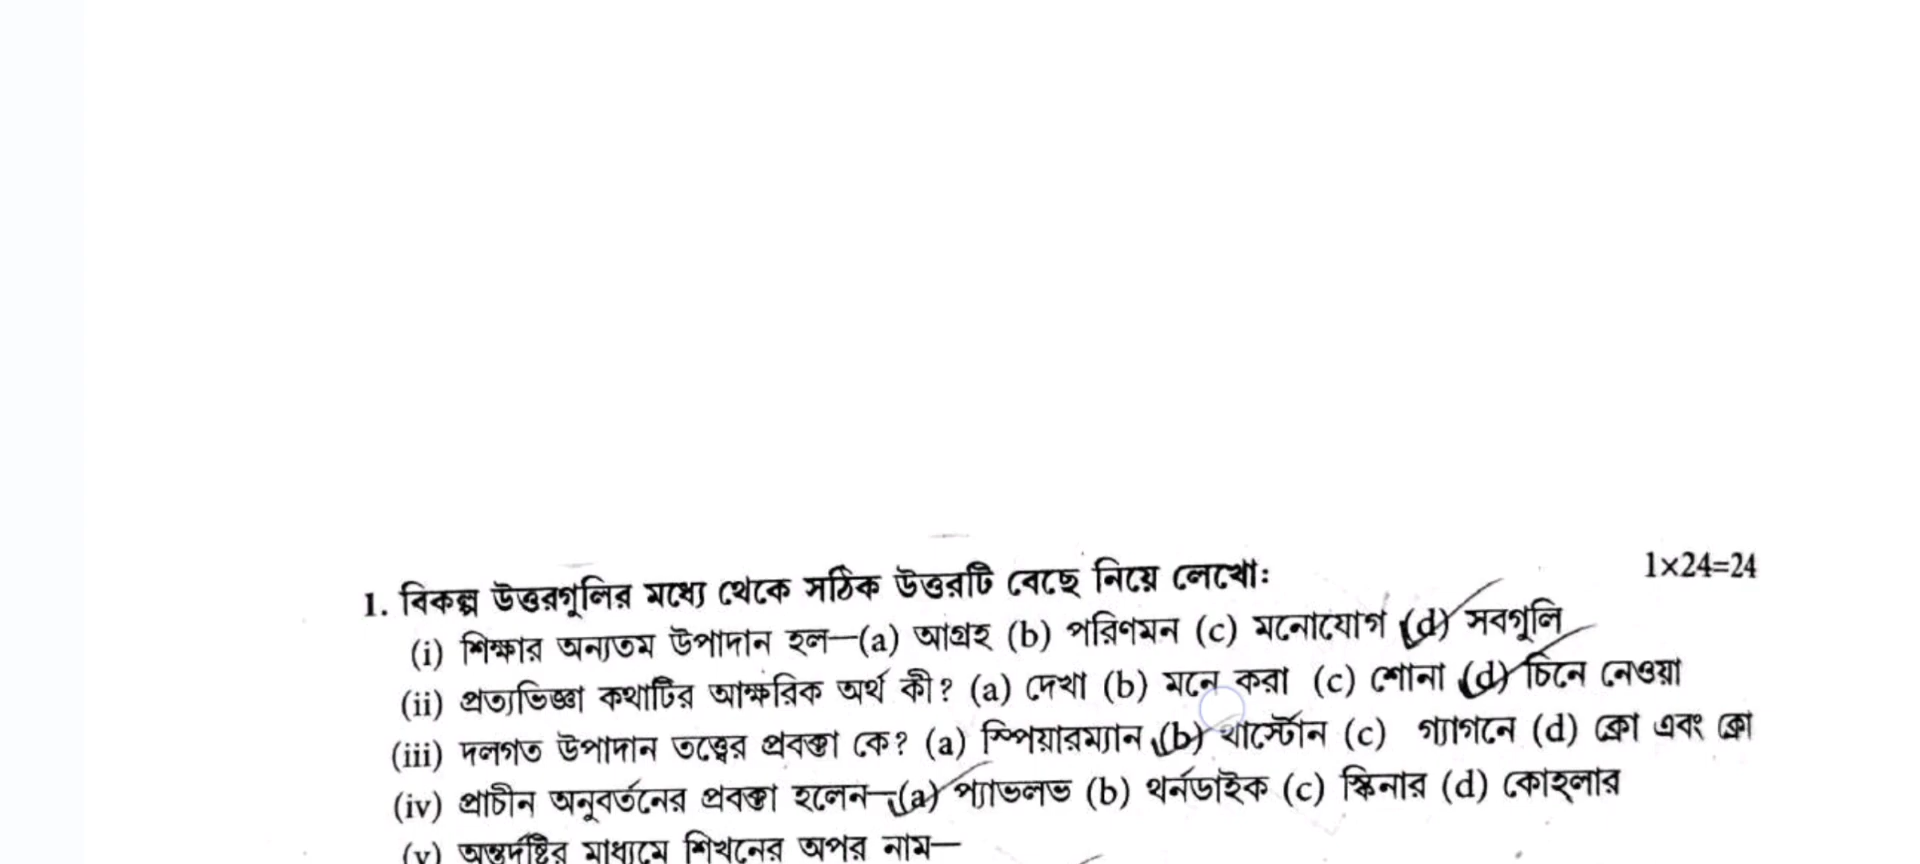 1. বিকল্প উত্তরগুলির মধ্যে থেকে সঠিক উত্তরটি বেছে নিয়ে লেখো: 1×24=24
(i) শিক্ষার অন্যতম উপাদান হল—(a) আগ্রহ (b) পরিণমন (c) মনোযোগ (d) সবগুলি
(ii) প্রত্যভিজ্ঞা কথাটির আক্ষরিক অর্থ কী? (a) দেখা (b) মনে করা (c) শোনা (d) চিনে নেওয়া
(iii) দলগত উপাদান তত্ত্বের প্রবক্তা কে? (a) স্পিয়ারম্যান (b) থার্স্টোন (c) গ্যাগনে (d) ক্রো এবং ক্রো
(iv) প্রাচীন অনুবর্তনের প্রবক্তা হলেন—(a) প্যাভলভ (b) থর্নডাইক (c) স্কিনার (d) কোহ্লার
(v) অন্তর্দৃষ্টির মাধ্যমে শিখনের অপর নাম—